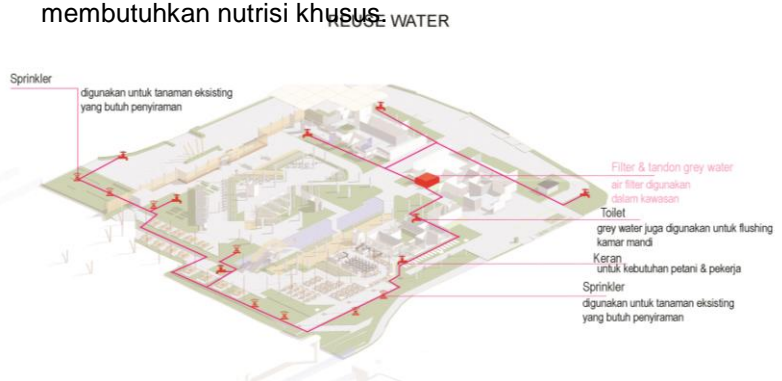 membutuhkan nutrisi khusus.
REUSE WATER
Sprinkler
digunakan untuk tanaman eksisting
yang butuh penyiraman
Filter & tandon grey water
air filter digunakan
dalam kawasan
Toilet
grey water juga digunakan untuk flushing
kamar mandi
Keran
untuk kebutuhan petani & pekerja
Sprinkler
digunakan untuk tanaman eksisting
yang butuh penyiraman